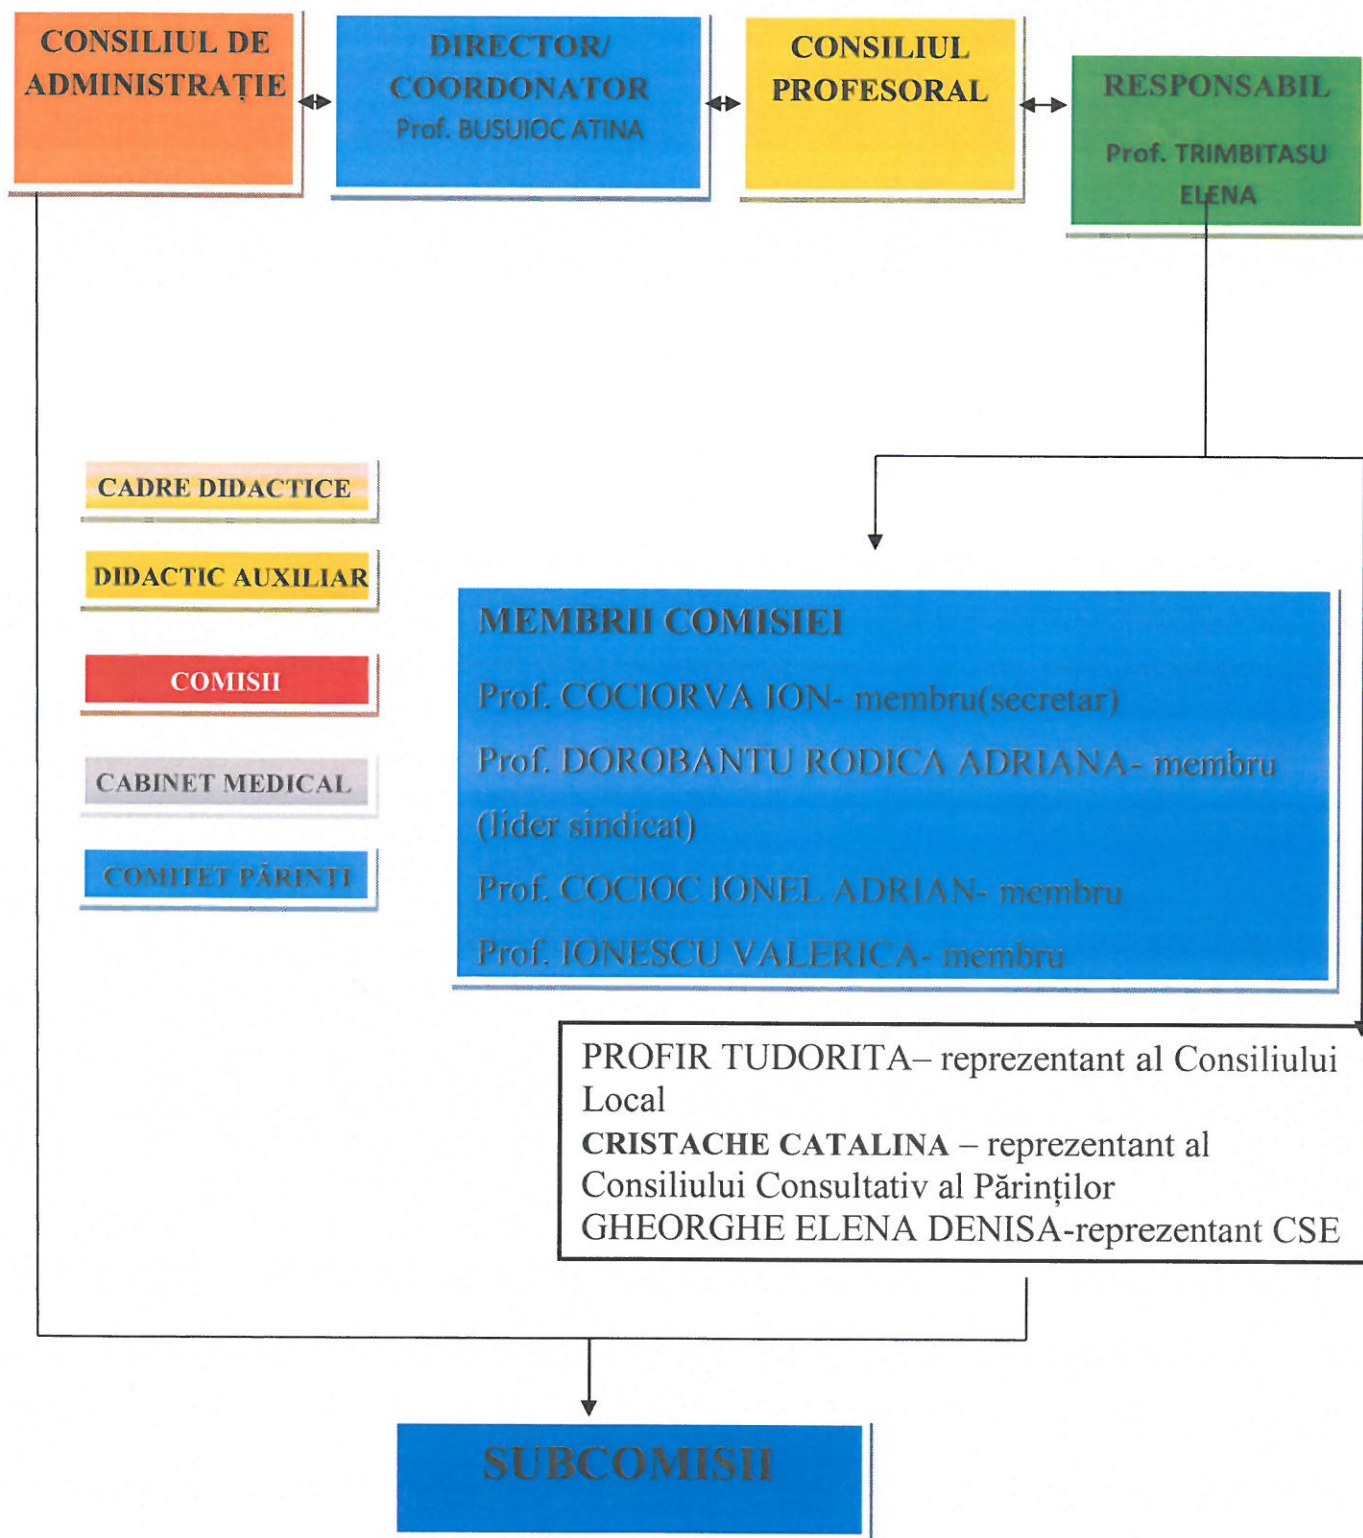 CONSILIUL DE
ADMINISTRAȚIE
DIRECTOR/
COORDONATOR
Prof. BUSUIOC ATINA
CONSILIUL
PROFESORAL
RESPONSABIL
Prof. TRIMBITASU
ELENA
CADRE DIDACTICE
DIDACTIC AUXILIAR
COMISII
CABINET MEDICAL
COMITET PĂRINȚI
MEMBRII COMISIEI
Prof. COCIORVA ION- membru(secretar)
Prof. DOROBANTU RODICA ADRIANA- membru
(lider sindicat)
Prof. COCIOC IONEL ADRIAN- membru
Prof. IONESCU VALERICA- membru
PROFIR TUDORITA– reprezentant al Consiliului
Local
CRISTACHE CATALINA – reprezentant al
Consiliului Consultativ al Părinților
GHEORGHE ELENA DENISA-reprezentant CSE
SUBCOMISII